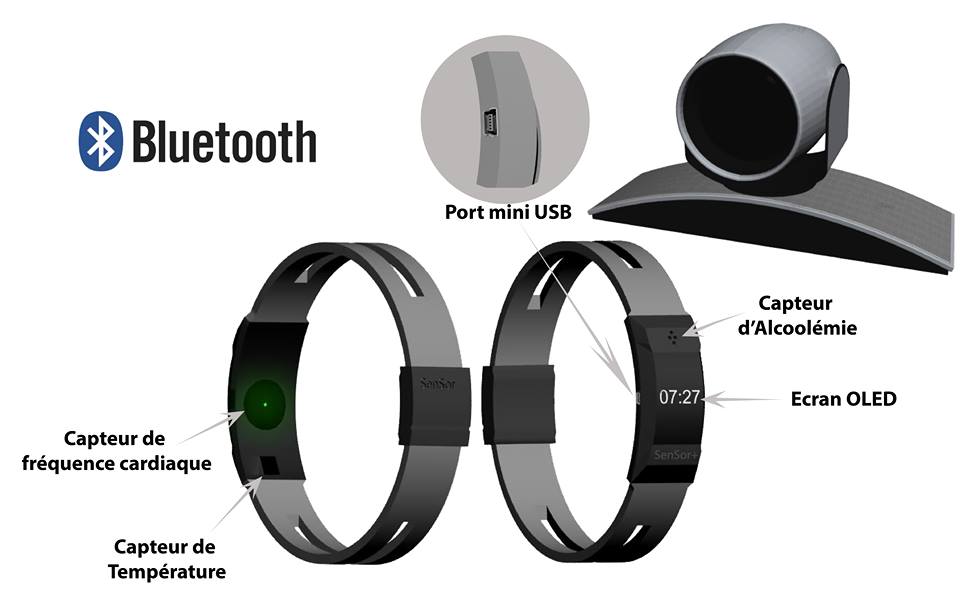 Bluetooth
Port mini USB
Capteur
d'Alcoolémie
SenSor
07:27
Ecran OLED
SenSor+
Capteur de
fréquence cardiaque
Capteur de
Température